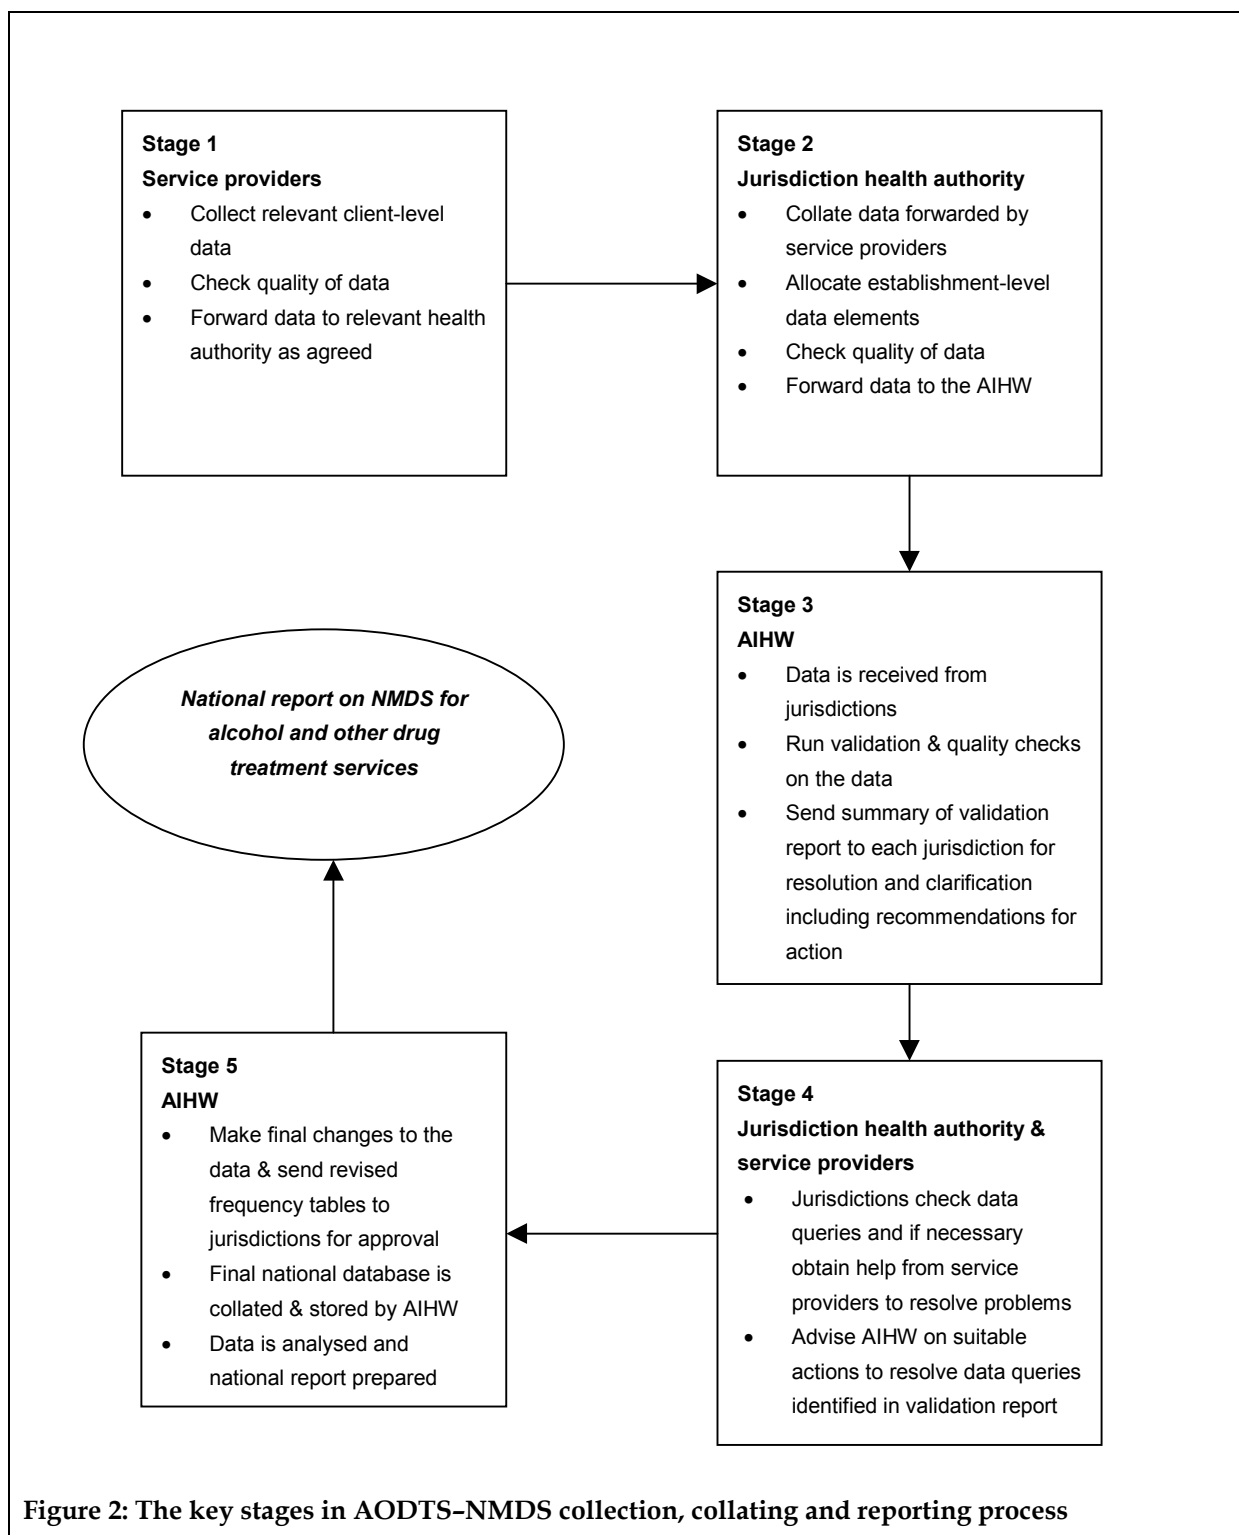 Stage 1
Service providers
• Collect relevant client-level
data
• Check quality of data
• Forward data to relevant health
authority as agreed
Stage 2
Jurisdiction health authority
• Collate data forwarded by
service providers
• Allocate establishment-level
data elements
• Check quality of data
• Forward data to the AIHW
Stage 3
AIHW
• Data is received from
jurisdictions
• Run validation & quality checks
on the data
• Send summary of validation
report to each jurisdiction for
resolution and clarification
including recommendations for
action
Stage 4
Jurisdiction health authority &
service providers
• Jurisdictions check data
queries and if necessary
obtain help from service
providers to resolve problems
• Advise AIHW on suitable
actions to resolve data queries
identified in validation report
Stage 5
AIHW
• Make final changes to the
data & send revised
frequency tables to
jurisdictions for approval
• Final national database is
collated & stored by AIHW
• Data is analysed and
national report prepared
National report on NMDS for
alcohol and other drug
treatment services
Figure 2: The key stages in AODTS–NMDS collection, collating and reporting process